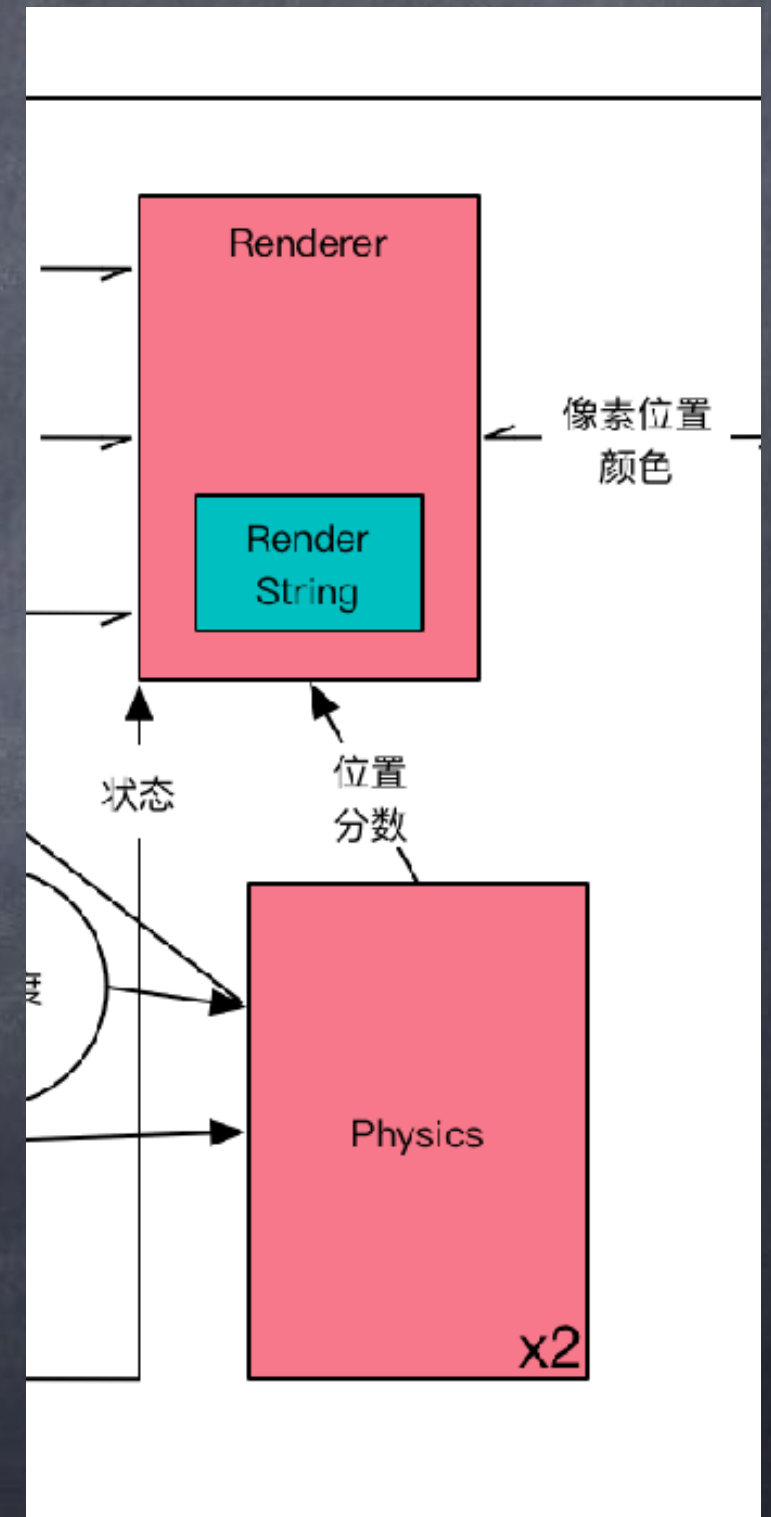 Renderer
像素位置
颜色
Render
String
状态
位置
分数
Physics
x2